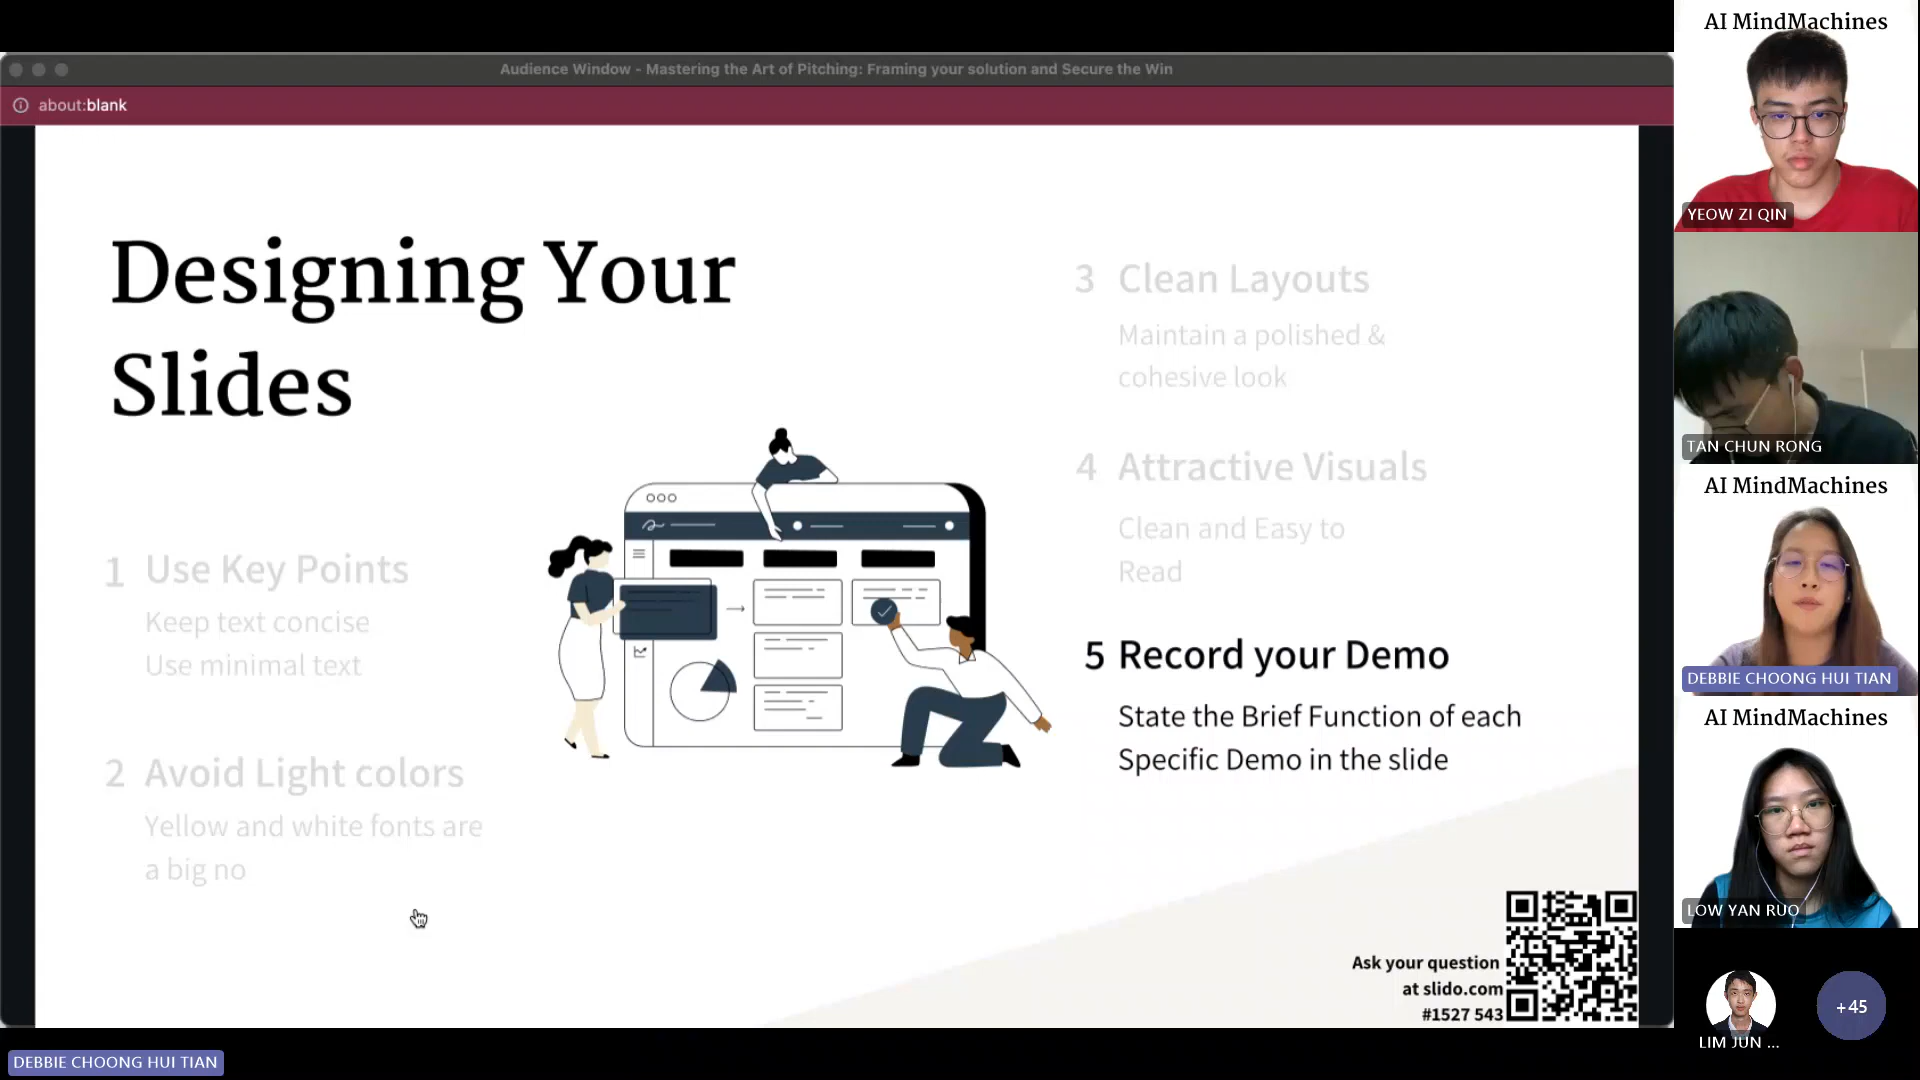 Audience Window - Mastering the Art of Pitching: Framing your solution and Secure the Win
about:blank
Designing Your
Slides
1 Use Key Points
Keep text concise
Use minimal text
2 Avoid Light colors
Yellow and white fonts are
a big no
3 Clean Layouts
Maintain a polished &
cohesive look
4 Attractive Visuals
Clean and Easy to
Read
5 Record your Demo
State the Brief Function of each
Specific Demo in the slide
Ask your question
at slido.com
#1527 543
AI MindMachines
YEOW ZI QIN
TAN CHUN RONG
AI MindMachines
DEBBIE CHOONG HUI TIAN
AI MindMachines
LOW YAN RUO
LIM JUN ...
+45
DEBBIE CHOONG HUI TIAN